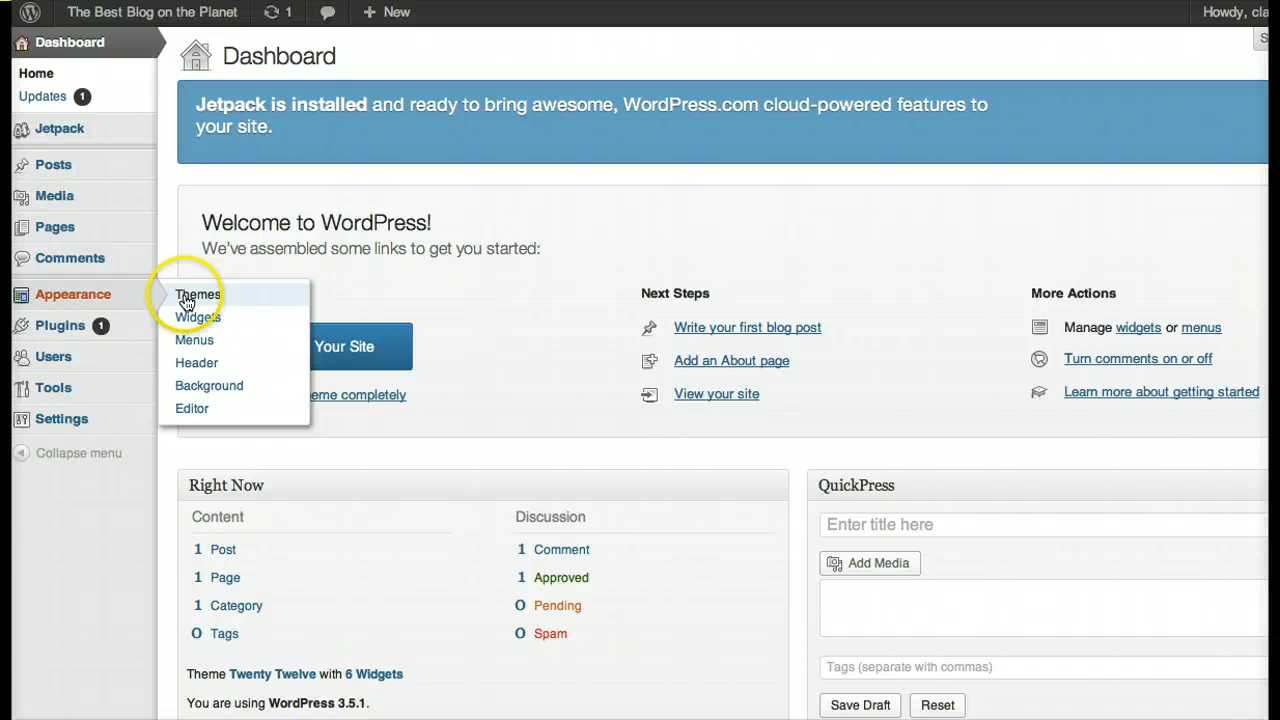 The Best Blog on the Planet 1 New Howdy, cla
Dashboard
Home
Updates 1
Jetpack
Posts
Media
Pages
Comments
Appearance
Plugins 1
Users
Tools
Settings
Collapse menu
Themes
Widgets
Menus
Header
Background
Editor
Dashboard
S
Jetpack is installed and ready to bring awesome, WordPress.com cloud-powered features to
your site.
Welcome to WordPress!
We've assembled some links to get you started:
Your Site
eme completely
Next Steps
Write your first blog post
Add an About page
View your site
More Actions
Manage widgets or menus
Turn comments on or off
Learn more about getting started
Right Now
Content
1 Post
1 Page
1 Category
0 Tags
Discussion
1 Comment
1 Approved
0 Pending
0 Spam
Theme Twenty Twelve with 6 Widgets
You are using WordPress 3.5.1.
QuickPress
Enter title here
Add Media
Tags (separate with commas)
Save Draft Reset